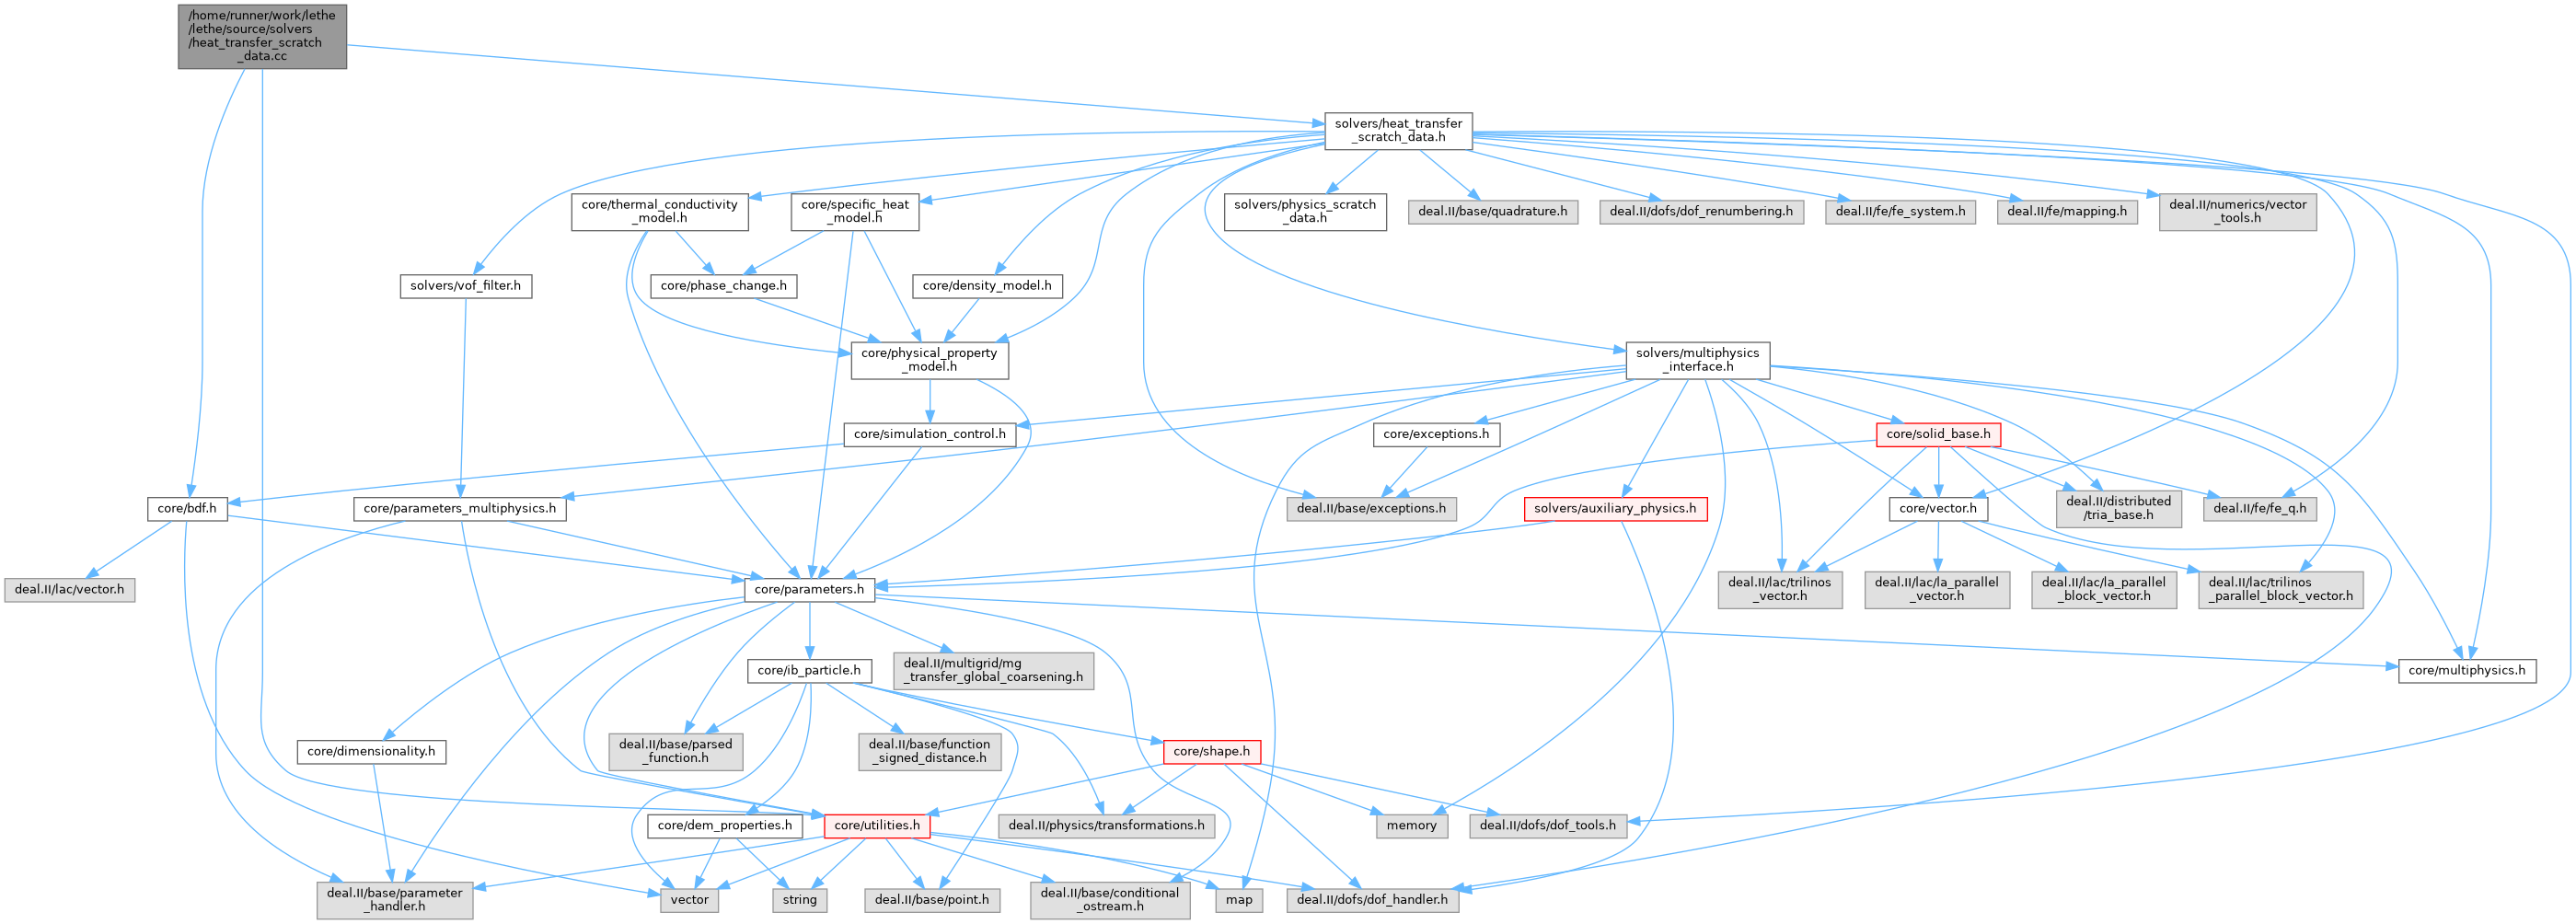 /home/runner/work/lethe
/lethe/source/solvers
/heat_transfer_scratch
_data.cc
solvers/heat_transfer
_scratch_data.h
core/thermal_conductivity
_model.h
core/specific_heat
_model.h
solvers/physics_scratch
_data.h
deal.II/base/quadrature.h
deal.II/dofs/dof_renumbering.h
deal.II/fe/fe_system.h
deal.II/fe/mapping.h
deal.II/numerics/vector
_tools.h
solvers/vof_filter.h
core/phase_change.h
core/density_model.h
core/physical_property
_model.h
solvers/multiphysics
_interface.h
core/simulation_control.h
core/exceptions.h
core/solid_base.h
core/bdf.h
core/parameters_multiphysics.h
deal.II/base/exceptions.h
solvers/auxiliary_physics.h
core/vector.h
deal.II/distributed
/tria_base.h
deal.II/fe/fe_q.h
deal.II/lac/vector.h
core/parameters.h
deal.II/lac/trilinos
_vector.h
deal.II/lac/la_parallel
_vector.h
deal.II/lac/la_parallel
_block_vector.h
deal.II/lac/trilinos
_parallel_block_vector.h
core/ib_particle.h
deal.II/multigrid/mg
_transfer_global_coarsening.h
core/multiphysics.h
core/dimensionality.h
deal.II/base/parsed
_function.h
deal.II/base/function
_signed_distance.h
core/shape.h
core/dem_properties.h
core/utilities.h
deal.II/physics/transformations.h
memory
deal.II/dofs/dof_tools.h
deal.II/base/parameter
_handler.h
vector
string
deal.II/base/point.h
deal.II/base/conditional
_ostream.h
map
deal.II/dofs/dof_handler.h